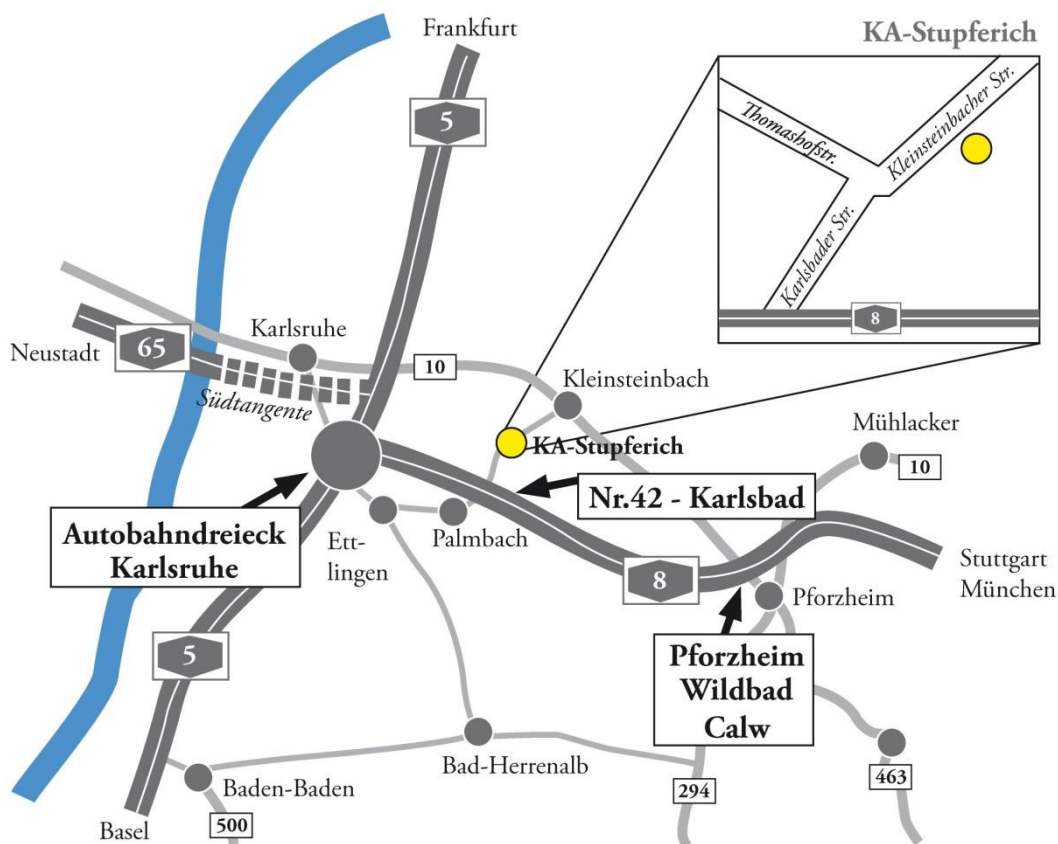 Frankfurt
KA-Stupferich
5
Thomashofstr.
Kleinsteinbacher Str.
Karlsbader Str.
8
Karlsruhe
65
Neustadt
10
Südtangente
Kleinsteinbach
KA-Stupferich
Mühlacker
10
Nr.42 - Karlsbad
Autobahndreieck
Karlsruhe
Ett-
lingen
Palmbach
8
Stuttgart
München
Pforzheim
5
Pforzheim
Wildbad
Calw
Bad-Herrenalb
Baden-Baden
294
463
500
Basel